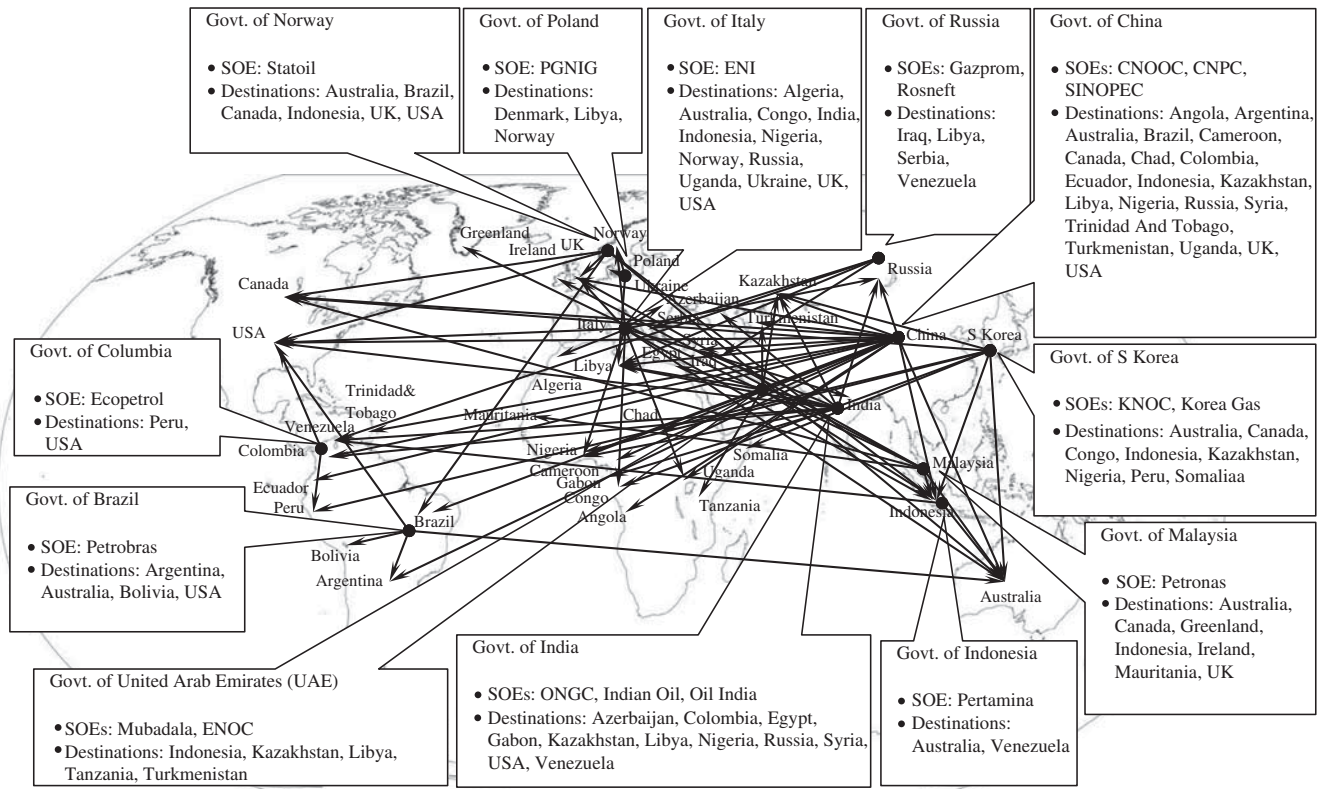 Govt. of Norway
• SOE: Statoil
• Destinations: Australia, Brazil,
Canada, Indonesia, UK, USA
Govt. of Poland
• SOE: PGNIG
• Destinations:
Denmark, Libya,
Norway
Govt. of Italy
• SOE: ENI
• Destinations: Algeria,
Australia, Congo, India,
Indonesia, Nigeria,
Norway, Russia,
Uganda, Ukraine, UK,
USA
Govt. of Russia
• SOEs: Gazprom,
Rosneft
• Destinations:
Iraq, Libya,
Serbia,
Venezuela
Govt. of China
• SOEs: CNOOC, CNPC,
SINOPEC
• Destinations: Angola, Argentina,
Australia, Brazil, Cameroon,
Canada, Chad, Colombia,
Ecuador, Indonesia, Kazakhstan,
Libya, Nigeria, Russia, Syria,
Trinidad And Tobago,
Turkmenistan, Uganda, UK,
USA
Greenland
Ireland
UK
Norway
Poland
Ukraine
Azerbaijan
Kazakhstan
Russia
Canada
USA
Italy
Serbia
Turkmenistan
Syria
China
S Korea
Egypt
Iraq
Libya
Algeria
Trinidad&
Tobago
Mauritania
Chad
India
Venezuela
Colombia
Nigeria
Somalia
Malaysia
Cameroon
Uganda
Gabon
Ecuador
Congo
Tanzania
Indonesia
Peru
Angola
Brazil
Bolivia
Argentina
Australia
Govt. of Columbia
• SOE: Ecopetrol
• Destinations: Peru,
USA
Govt. of S Korea
• SOEs: KNOC, Korea Gas
• Destinations: Australia, Canada,
Congo, Indonesia, Kazakhstan,
Nigeria, Peru, Somaliaa
Govt. of Brazil
• SOE: Petrobras
• Destinations: Argentina,
Australia, Bolivia, USA
Govt. of Malaysia
• SOE: Petronas
• Destinations: Australia,
Canada, Greenland,
Indonesia, Ireland,
Mauritania, UK
Govt. of United Arab Emirates (UAE)
• SOEs: Mubadala, ENOC
• Destinations: Indonesia, Kazakhstan, Libya,
Tanzania, Turkmenistan
Govt. of India
• SOEs: ONGC, Indian Oil, Oil India
• Destinations: Azerbaijan, Colombia, Egypt,
Gabon, Kazakhstan, Libya, Nigeria, Russia, Syria,
USA, Venezuela
Govt. of Indonesia
• SOE: Pertamina
• Destinations:
Australia, Venezuela